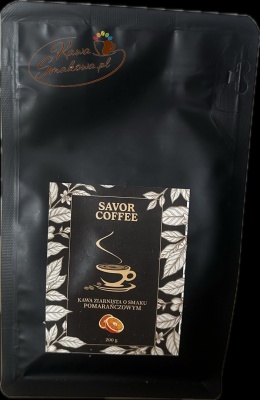 Kawa
Smakowa.pl
SAVOR
COFFEE
KAWA ZIARNISTA O SMAKU
POMARAŃCZOWYM
200 g